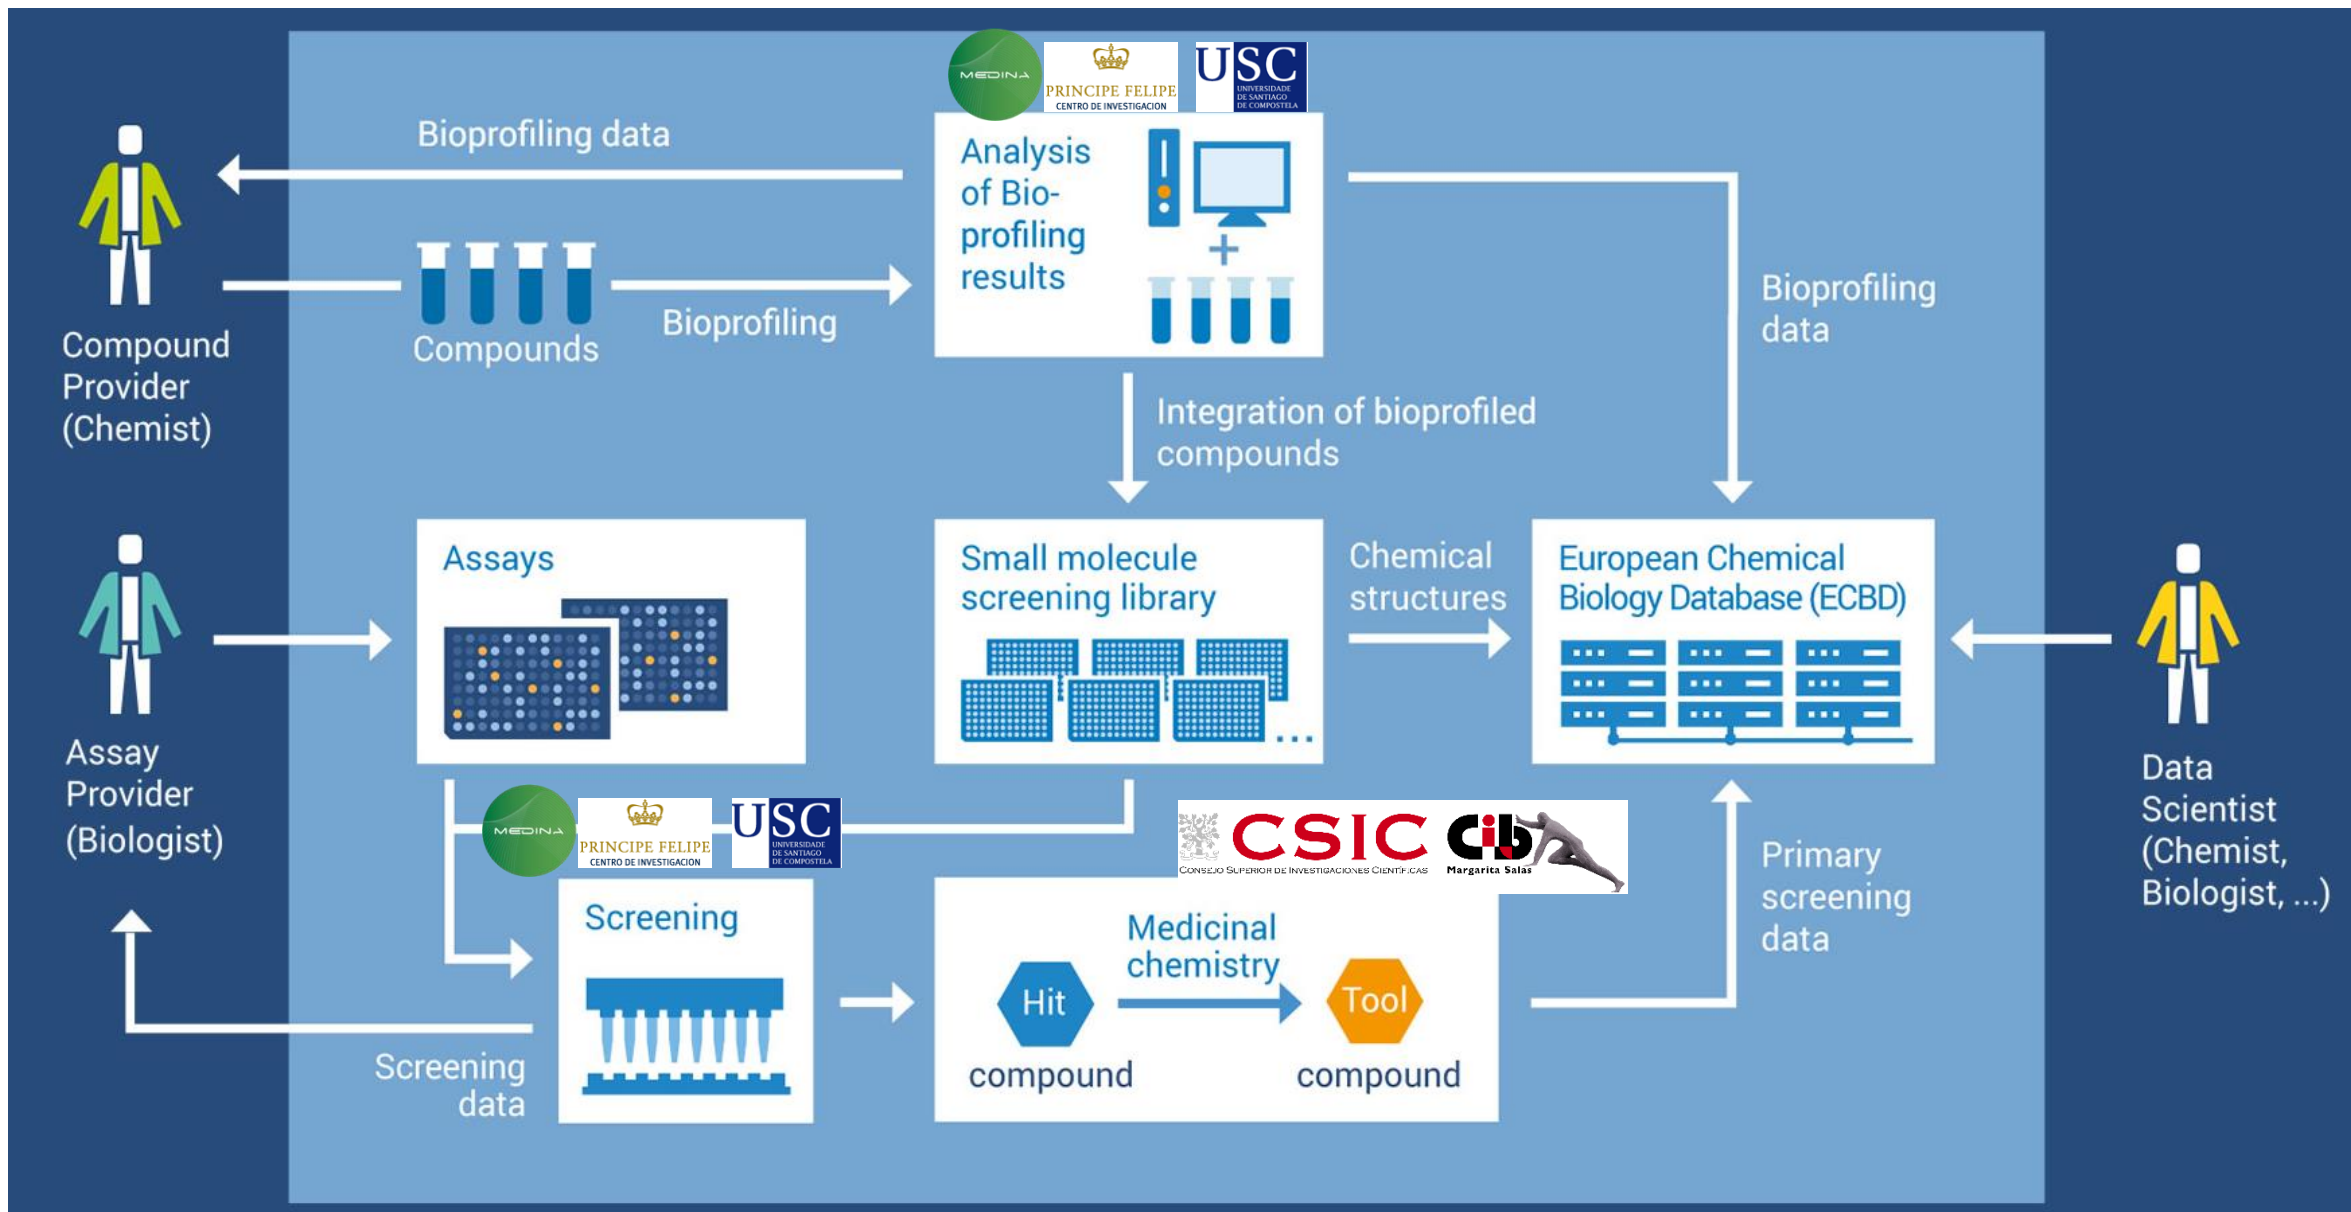 MEDINA
PRINCIPE FELIPE
CENTRO DE INVESTIGACION
USC
UNIVERSIDADE
DE SANTIAGO
DE COMPOSTELA
Bioprofiling data
Analysis
of Bio-
profiling
results
Compounds
Bioprofiling
Compound
Provider
(Chemist)
Bioprofiling
data
Integration of bioprofiled
compounds
Assays
Small molecule
screening library
...
Chemical
structures
European Chemical
Biology Database (ECBD)
Assay
Provider
(Biologist)
Data
Scientist
(Chemist,
Biologist, ...)
MEDINA
PRINCIPE FELIPE
CENTRO DE INVESTIGACION
USC
UNIVERSIDADE
DE SANTIAGO
DE COMPOSTELA
CSIC
CONSEJO SUPERIOR DE INVESTIGACIONES CIENTÍFICAS
Cib
Margarita Salas
Primary
screening
data
Screening
Medicinal
chemistry
Hit
Tool
compound
compound
Screening
data